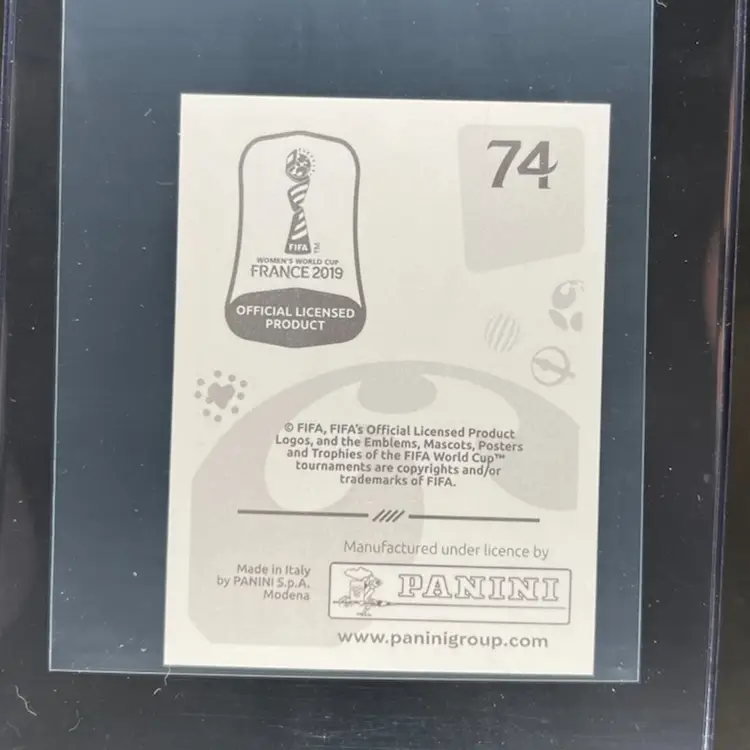 74
FIFA
TM
WOMEN'S WORLD CUP
FRANCE 2019
OFFICIAL LICENSED
PRODUCT
© FIFA, FIFA's Official Licensed Product
Logos, and the Emblems, Mascots, Posters
and Trophies of the FIFA World Cup™
tournaments are copyrights and/or
trademarks of FIFA.
Manufactured under licence by
Made in Italy
by PANINI S.p.A.
Modena
PANINI
www.paninigroup.com